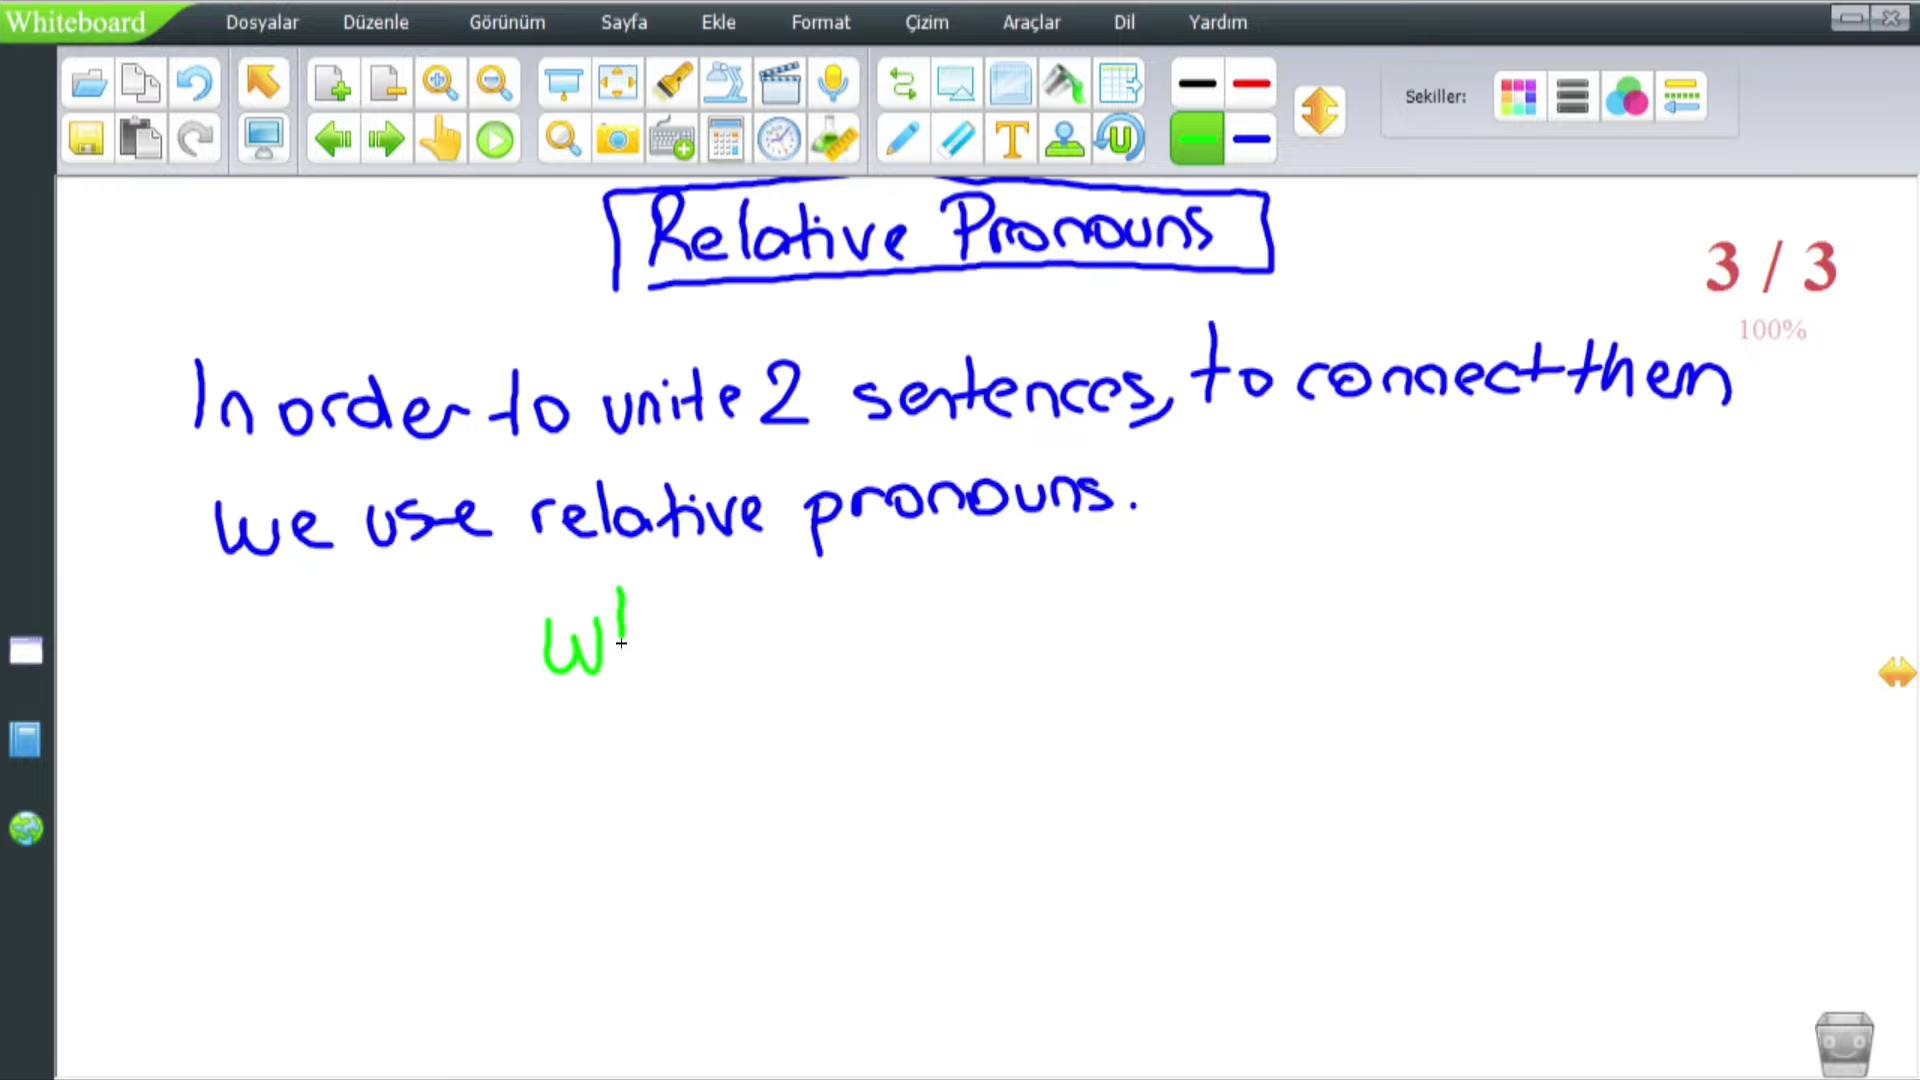 Whiteboard Dosyalar Düzenle Görünüm Sayfa Ekle Format Çizim Araçlar Dil Yardım
Sekiller:
Relative Pronouns
3 / 3
100%
In order to unite 2 sentences, to connect them
we use relative pronouns.
w